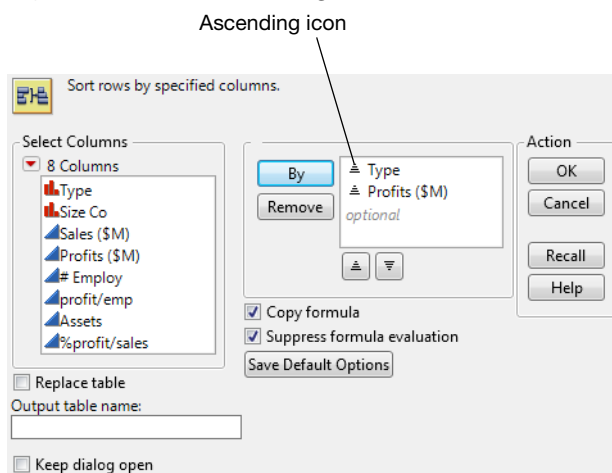 Ascending icon
Sort rows by specified columns.
Select Columns
8 Columns
Type
Size Co
Sales ($M)
Profits ($M)
# Employ
profit/emp
Assets
%profit/sales
Replace table
Output table name:
Keep dialog open
By
Remove
Type
Profits ($M)
optional
Copy formula
Suppress formula evaluation
Save Default Options
Action
OK
Cancel
Recall
Help